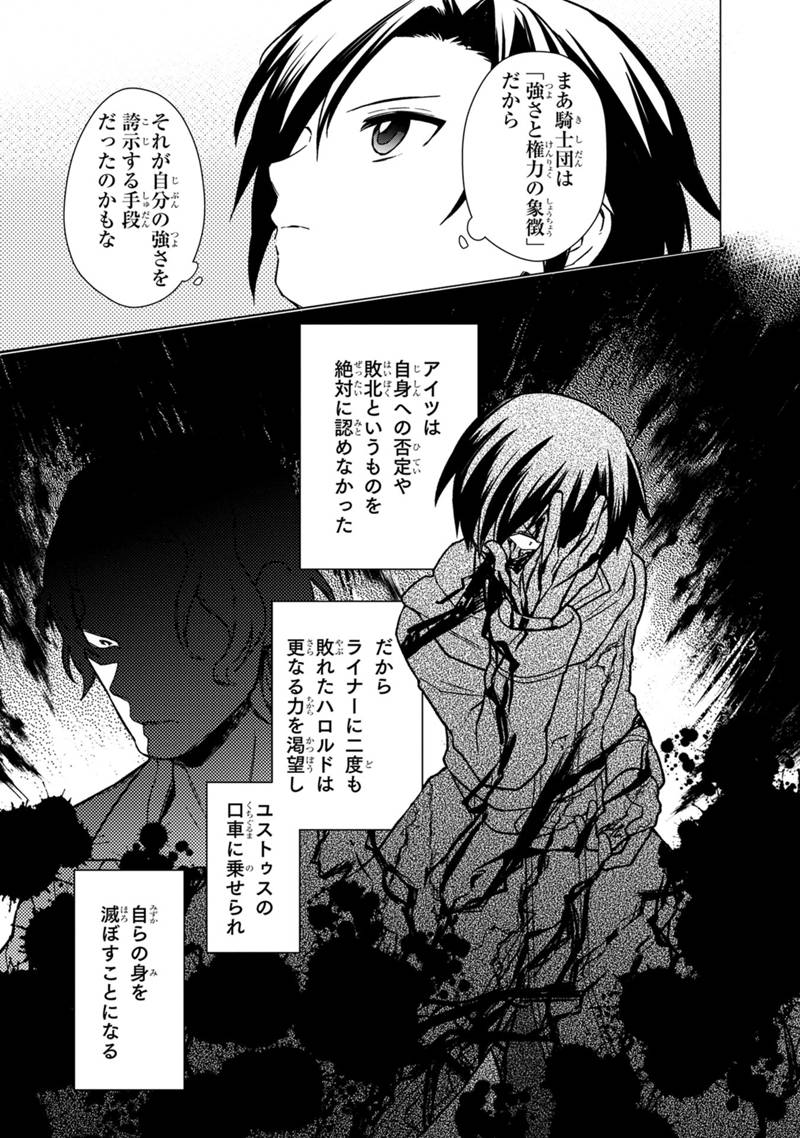 まあ騎士団は
「強さと権力の象徴」
だから
それが自分の強さを
誇示する手段
だったのかもな
アイツは
自身への否定や
敗北というものを
絶対に認めなかった
だから
ライナーに二度も
敗れたハロルドは
更なる力を渇望し
ユストゥスの
口車に乗せられ
自らの身を
滅ぼすことになる